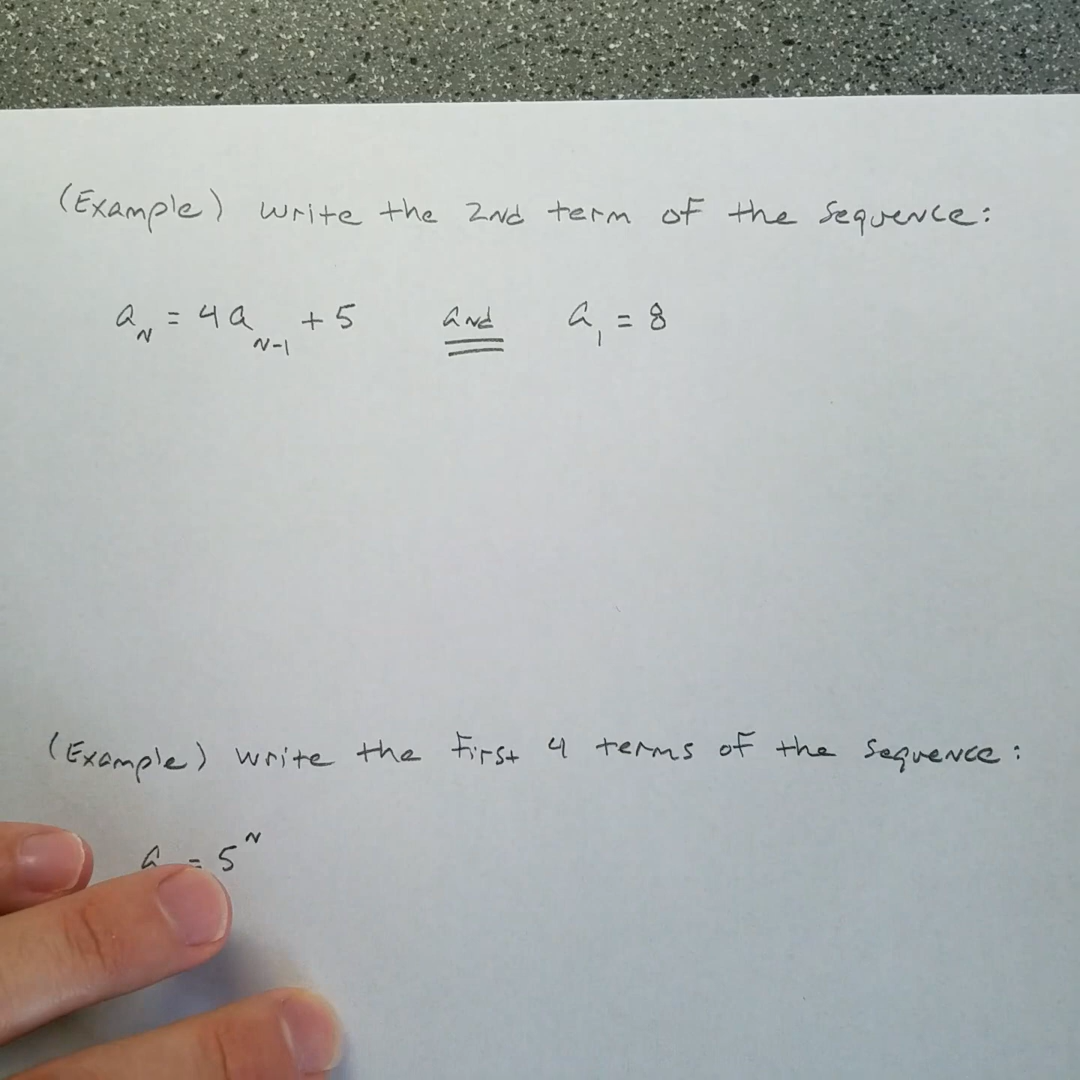 (Example) Write the 2nd term of the sequence:
a_N = 4a_{N-1} + 5 and a_1 = 8
(Example) Write the first 4 terms of the sequence:
a = 5^N